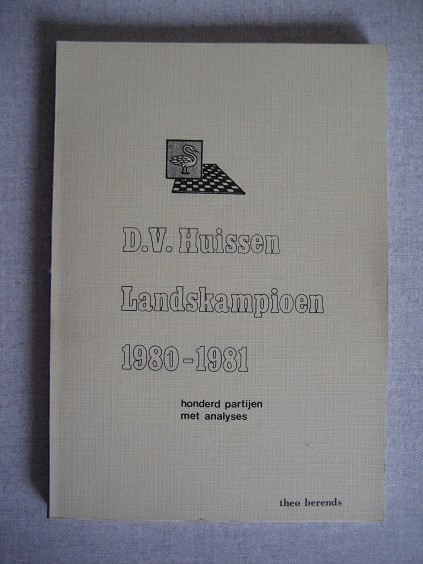 D.V. Huissen
Landskampioen
1980-1981
honderd partijen
met analyses
theo berends